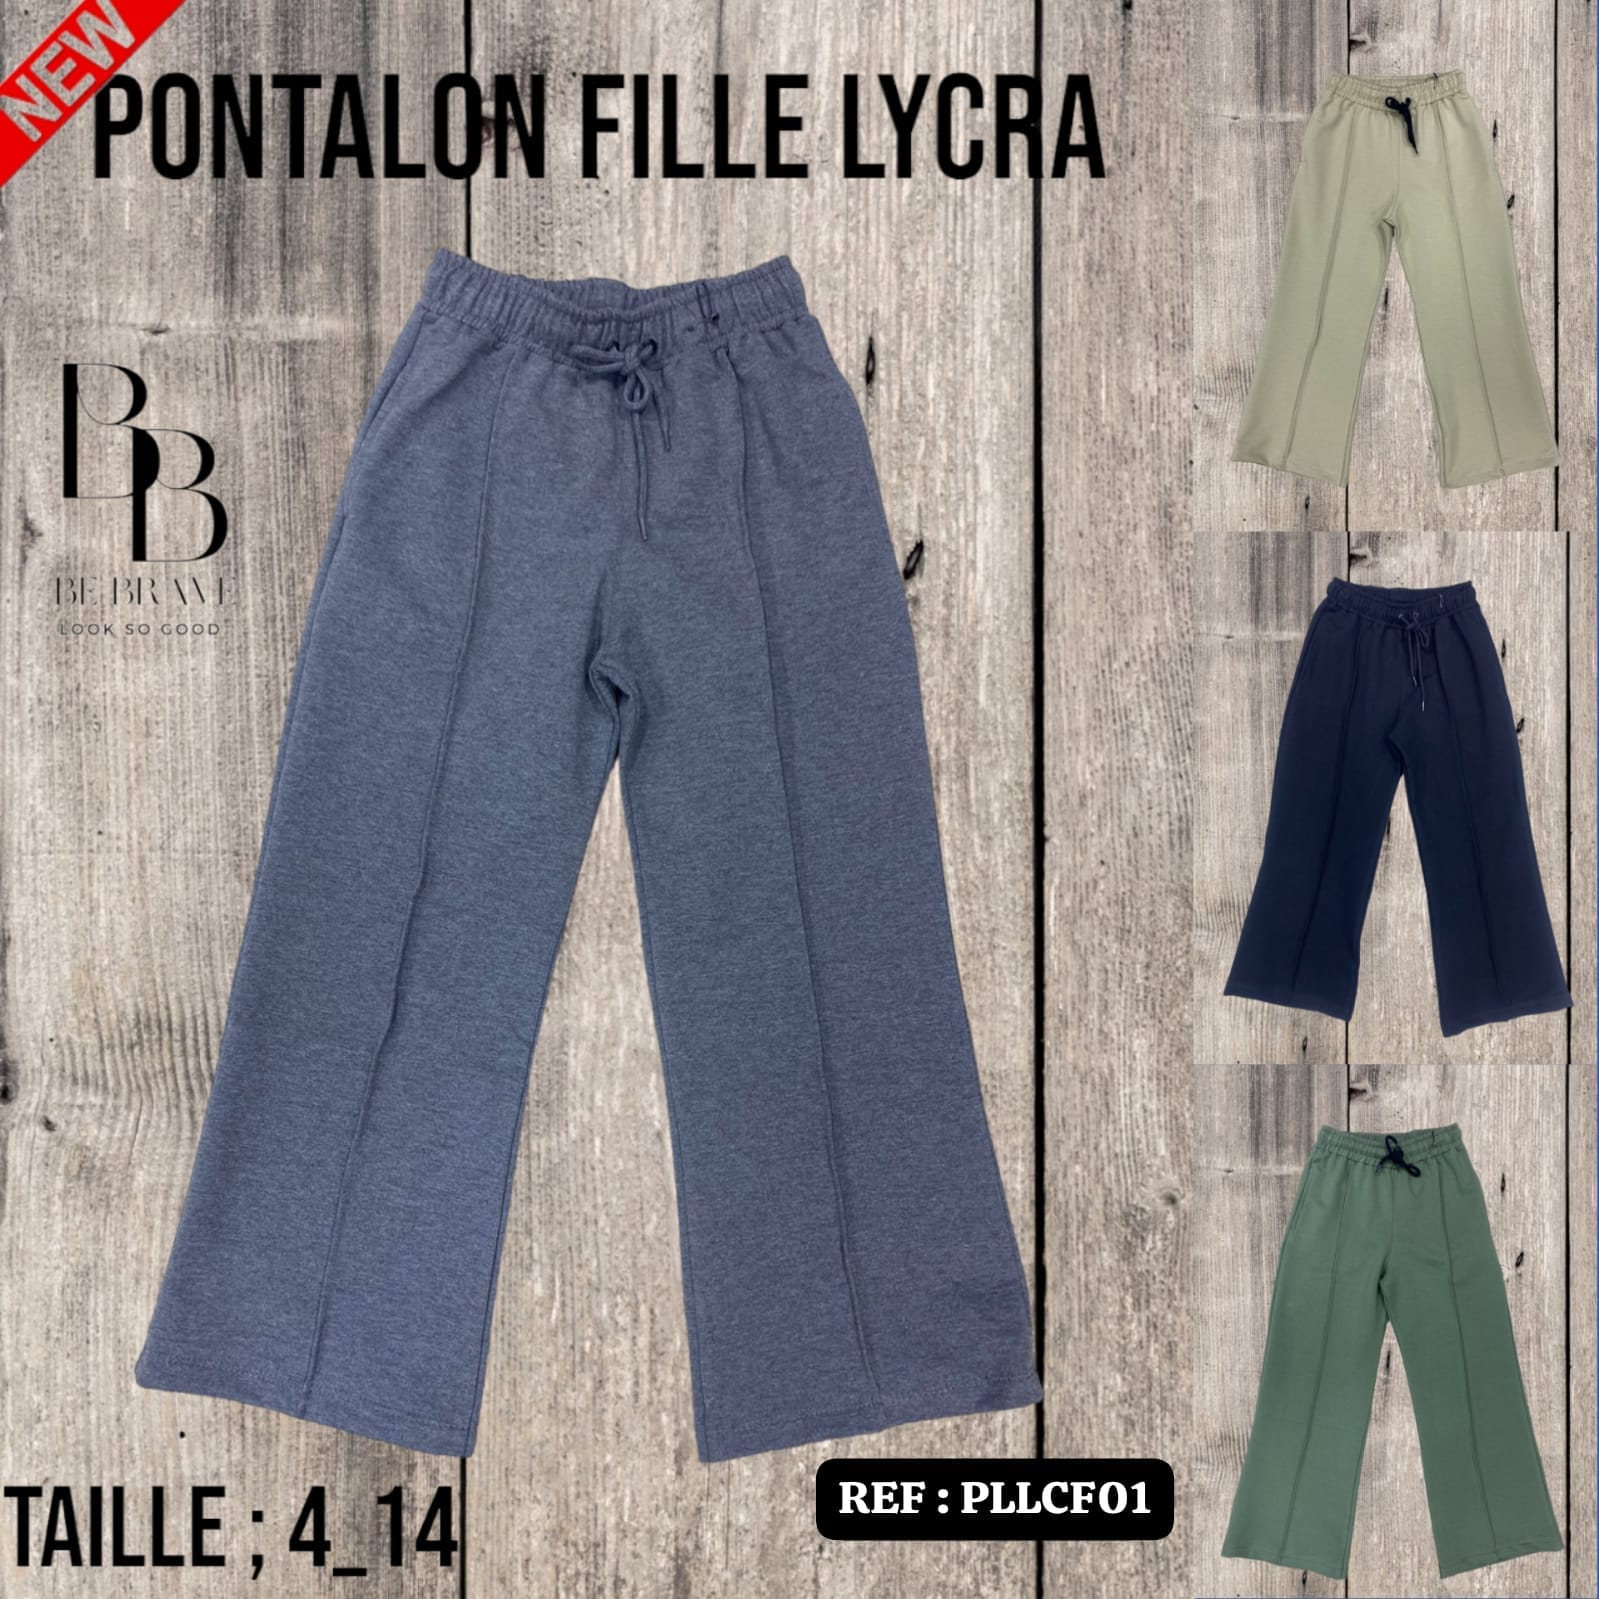 NEW
PONTALON FILLE LYCRA
BB
BE BRAVE
LOOK SO GOOD
REF : PLLCF01
TAILLE ; 4_14